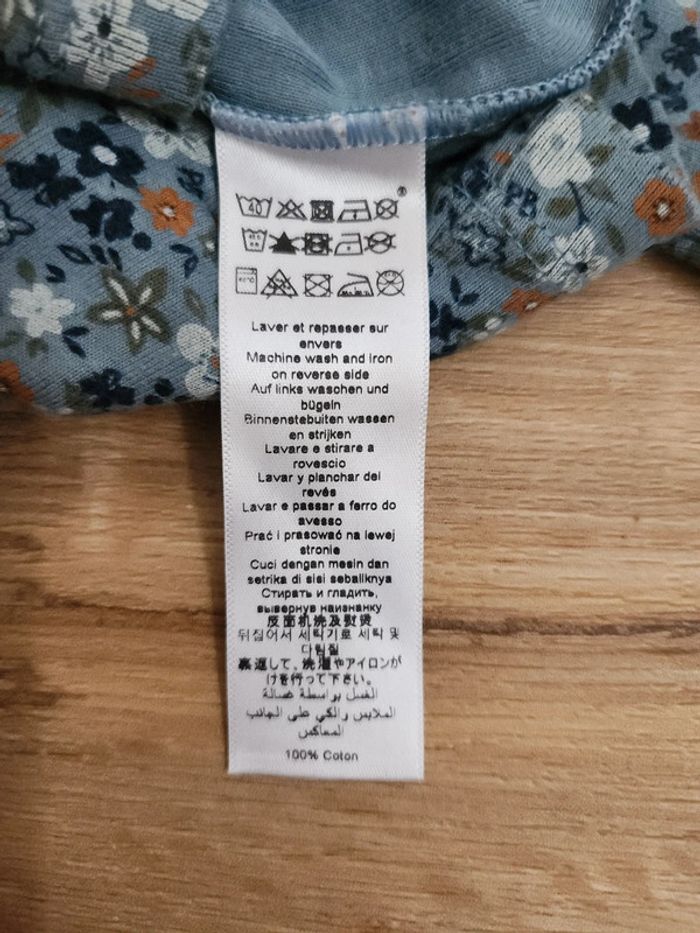 40
®
Laver et repasser sur
envers
Machine wash and iron
on reverse side
Auf links waschen und
bügeln
Binnenstebuiten wassen
en strijken
Lavare e stirare a
rovescio
Lavar y planchar del
revés
Lavar e passar a ferro do
avesso
Prać i prasować na lewej
stronie
Cuci dengan mesin dan
setrika di sisi sebaliknya
Стирать и гладить,
вывернув наизнанку
反面机洗及熨烫
뒤집어서 세탁기로 세탁 및
다림질
裏返して、洗濯やアイロンが
けを行って下さい。
الغسل بواسطة غسالة
الملابس والكي على الجانب
المعاكس
100% Coton